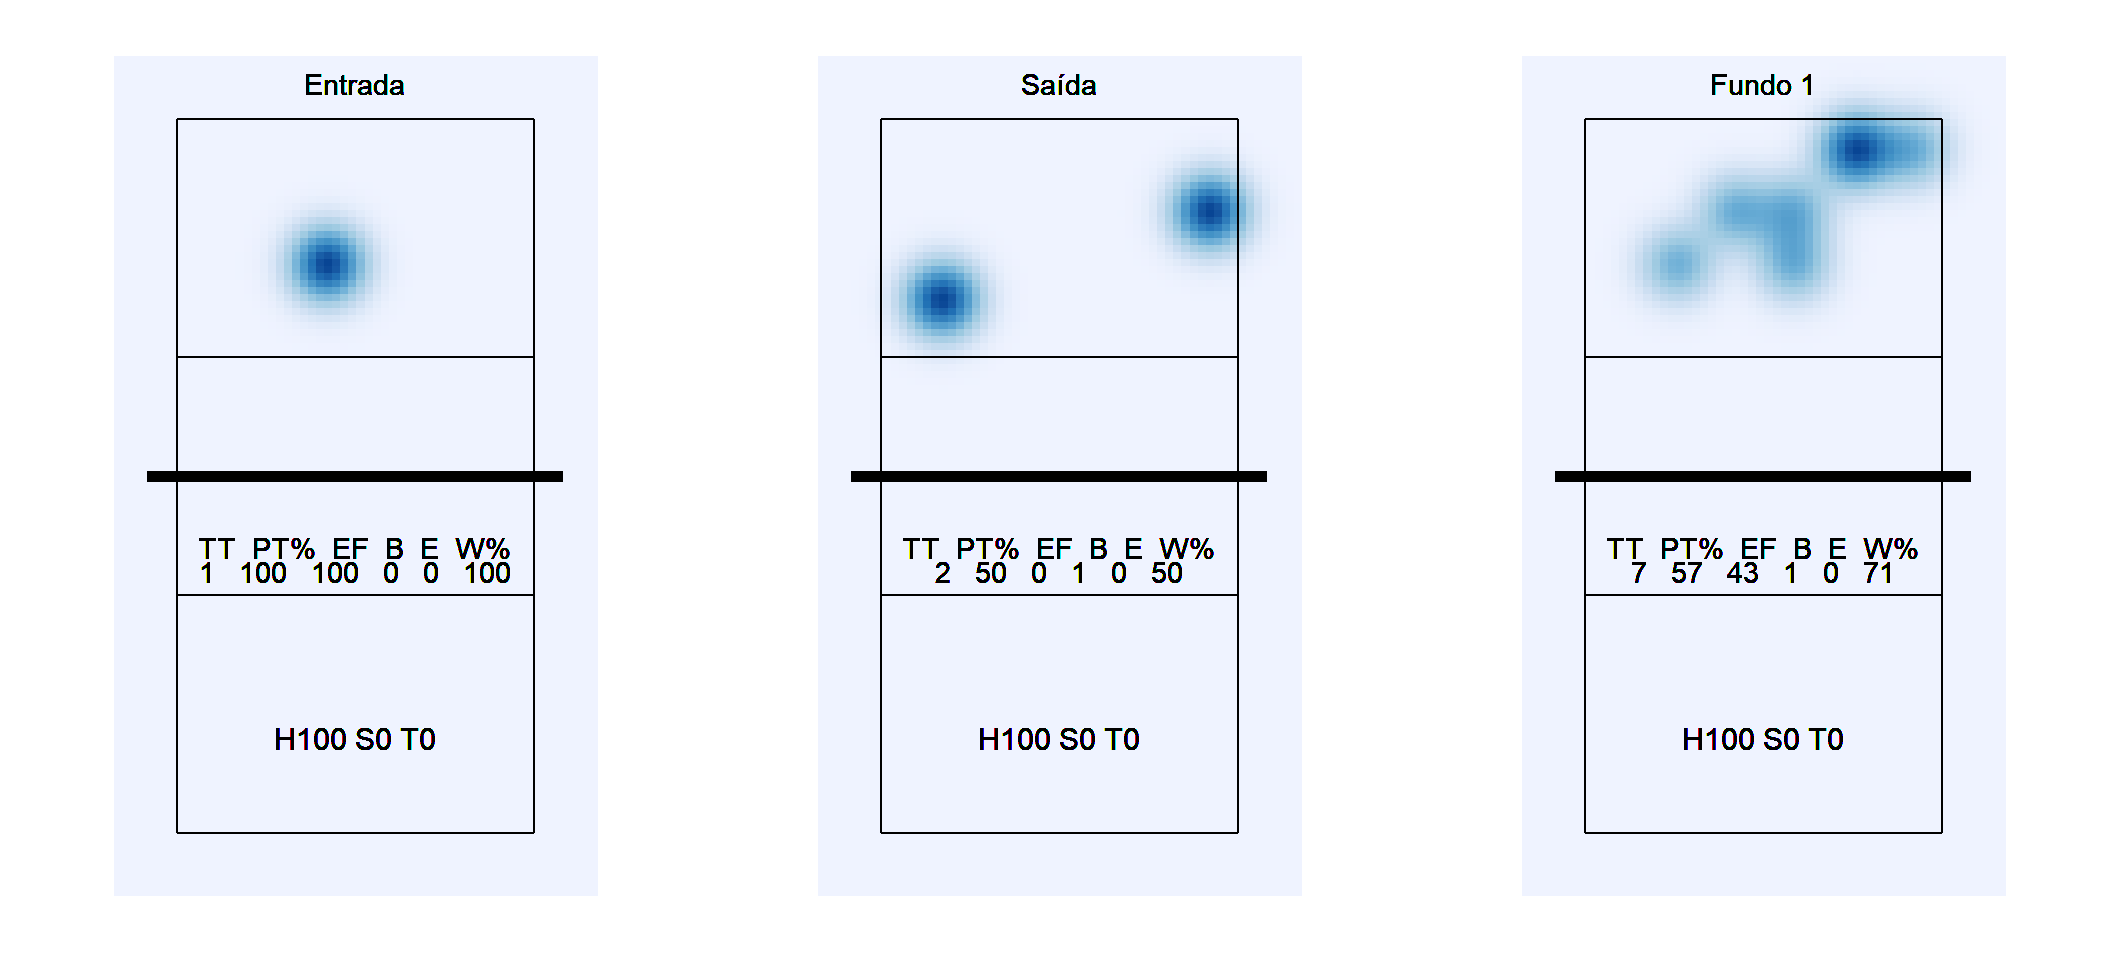 Entrada
TT PT% EF B E W%
1 100 100 0 0 100
H100 S0 T0
Saída
TT PT% EF B E W%
2 50 0 1 0 50
H100 S0 T0
Fundo 1
TT PT% EF B E W%
7 57 43 1 0 71
H100 S0 T0